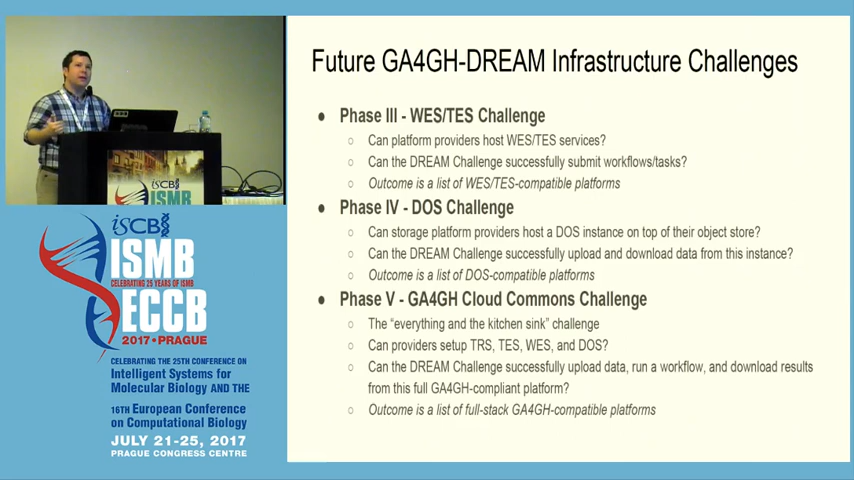 Future GA4GH-DREAM Infrastructure Challenges
● Phase III - WES/TES Challenge
○ Can platform providers host WES/TES services?
○ Can the DREAM Challenge successfully submit workflows/tasks?
○ Outcome is a list of WES/TES-compatible platforms
● Phase IV - DOS Challenge
○ Can storage platform providers host a DOS instance on top of their object store?
○ Can the DREAM Challenge successfully upload and download data from this instance?
○ Outcome is a list of DOS-compatible platforms
● Phase V - GA4GH Cloud Commons Challenge
○ The “everything and the kitchen sink” challenge
○ Can providers setup TRS, TES, WES, and DOS?
○ Can the DREAM Challenge successfully upload data, run a workflow, and download results
from this full GA4GH-compliant platform?
○ Outcome is a list of full-stack GA4GH-compatible platforms
iSCB
ISMB
iSCB
ISMB
CELEBRATING 25 YEARS OF ISMB
ECCB
2017 • PRAGUE
CELEBRATING THE 25TH CONFERENCE ON
Intelligent Systems for
Molecular Biology AND THE
16TH European Conference
on Computational Biology
JULY 21-25, 2017
PRAGUE CONGRESS CENTRE